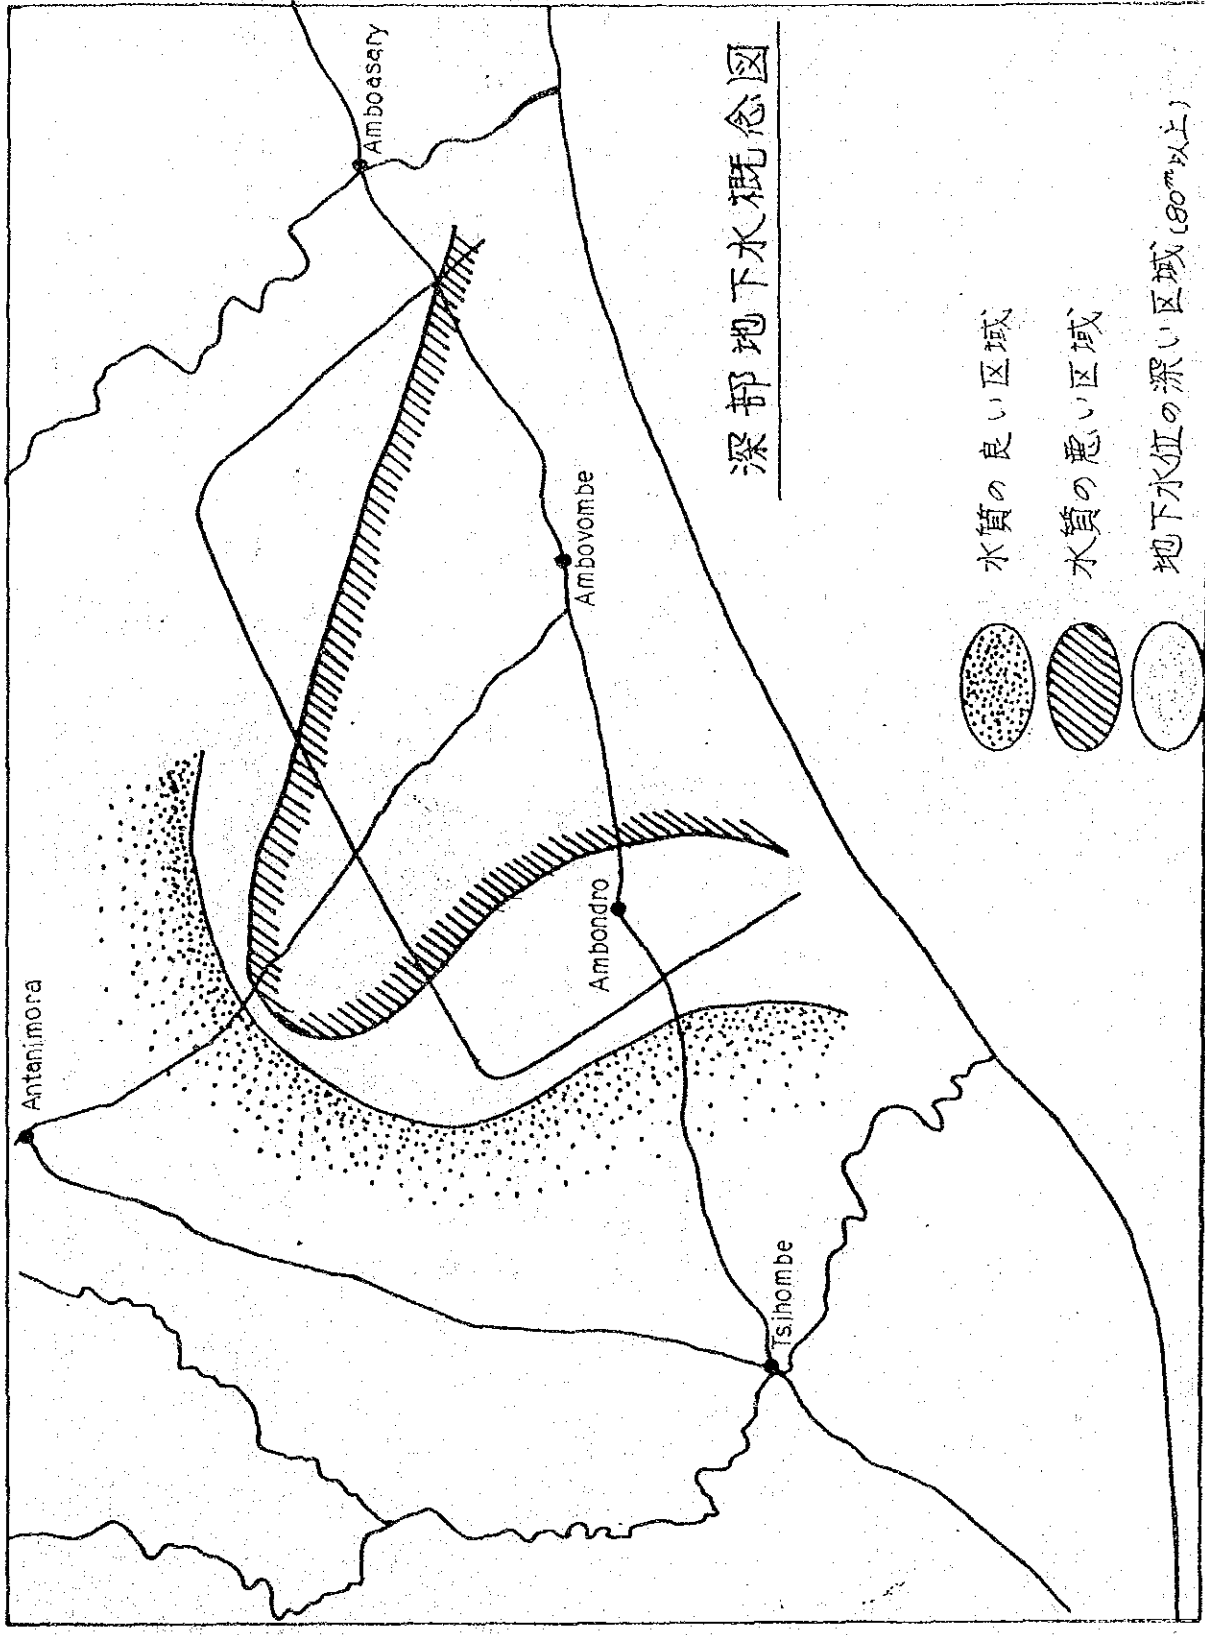 深部地下水概念図
Antanimora
Amboasary
Ambovombe
Ambondro
Tsihombe
水質の良い区域
水質の悪い区域
地下水位の深い区域(80m以上)